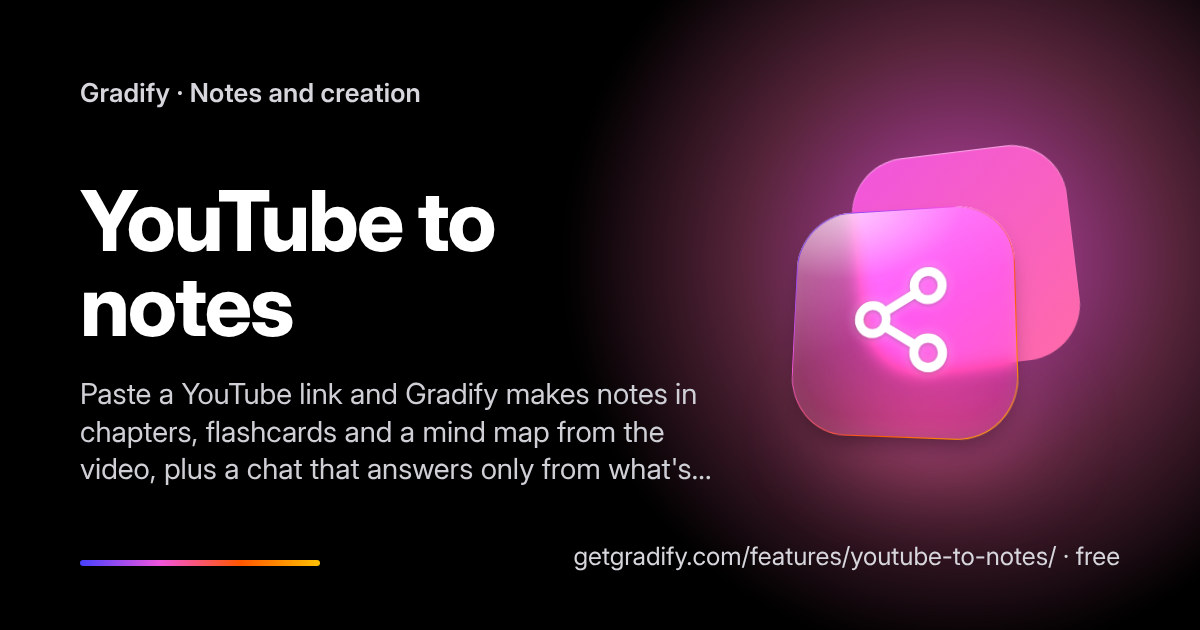 Gradify · Notes and creation
YouTube to
notes
Paste a YouTube link and Gradify makes notes in
chapters, flashcards and a mind map from the
video, plus a chat that answers only from what's...
getgradify.com/features/youtube-to-notes/ · free